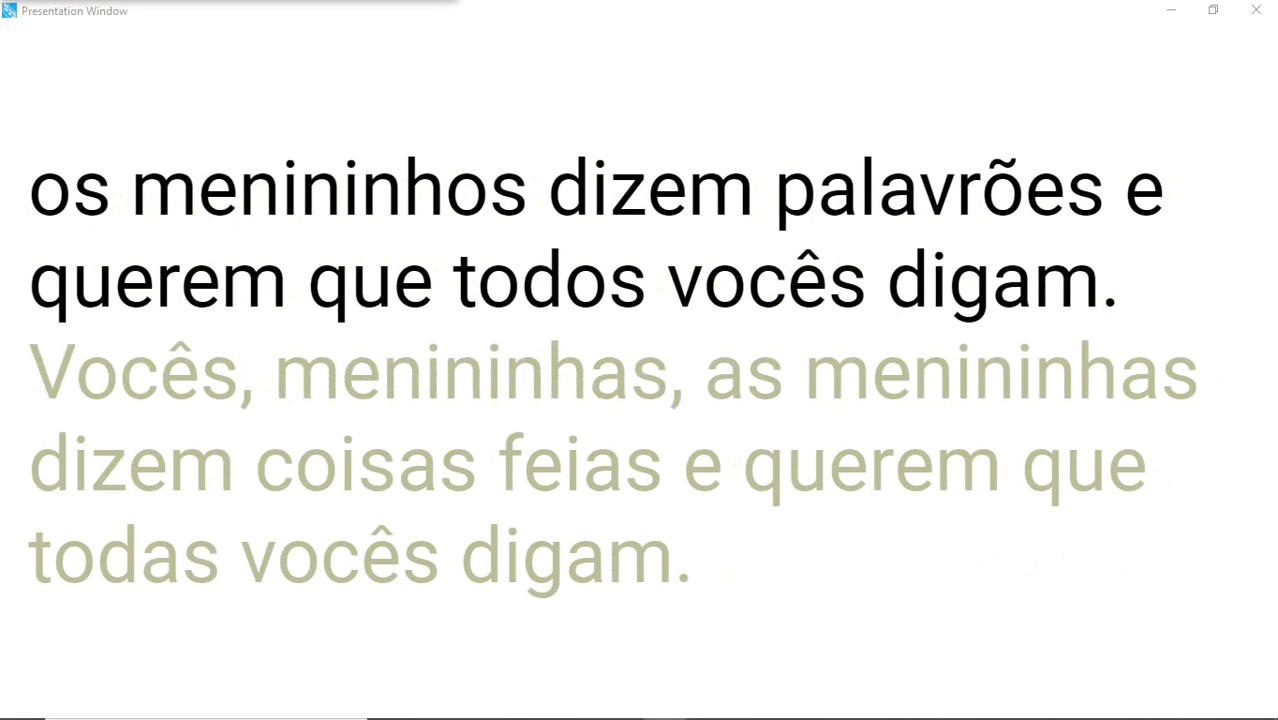 Presentation Window
os menininhos dizem palavrões e
querem que todos vocês digam.
Vocês, menininhas, as menininhas
dizem coisas feias e querem que
todas vocês digam.